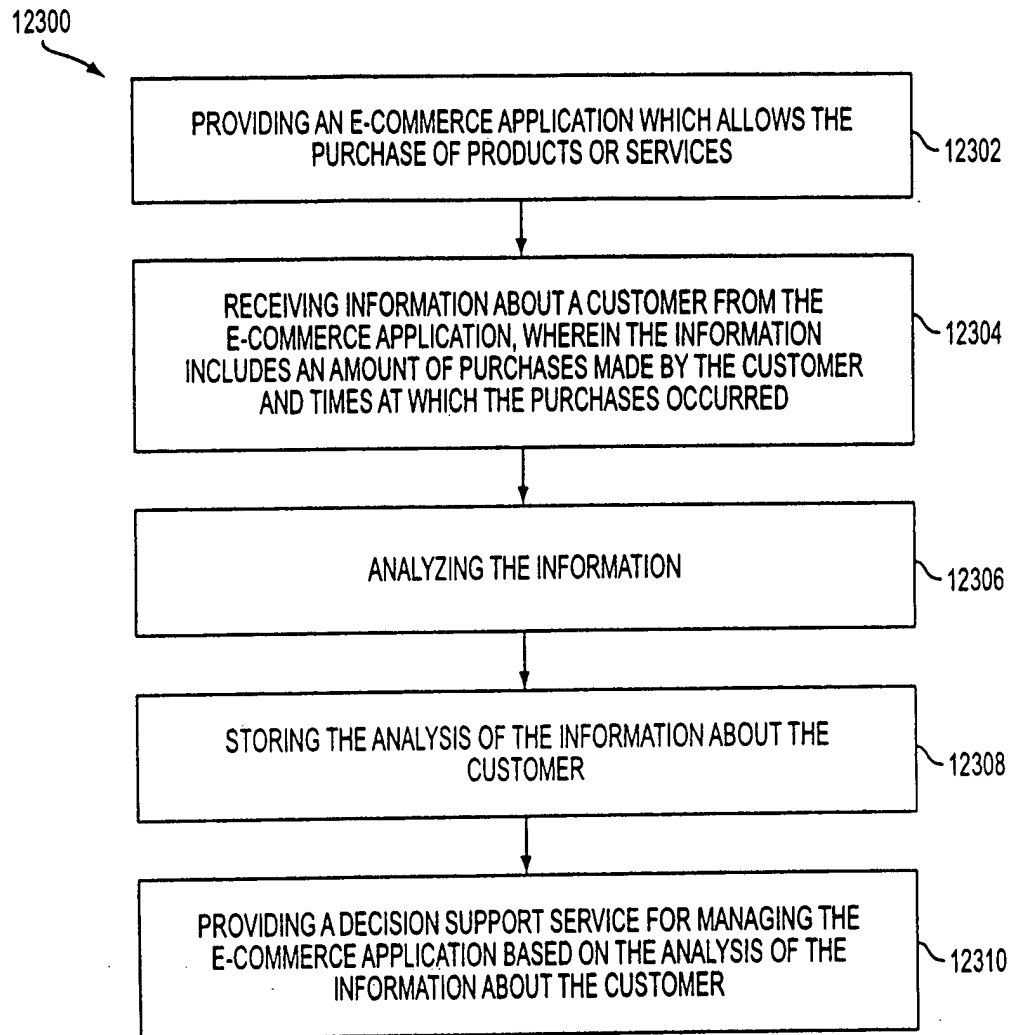 12300
PROVIDING AN E-COMMERCE APPLICATION WHICH ALLOWS THE
PURCHASE OF PRODUCTS OR SERVICES
12302
RECEIVING INFORMATION ABOUT A CUSTOMER FROM THE
E-COMMERCE APPLICATION, WHEREIN THE INFORMATION
INCLUDES AN AMOUNT OF PURCHASES MADE BY THE CUSTOMER
AND TIMES AT WHICH THE PURCHASES OCCURRED
12304
ANALYZING THE INFORMATION
12306
STORING THE ANALYSIS OF THE INFORMATION ABOUT THE
CUSTOMER
12308
PROVIDING A DECISION SUPPORT SERVICE FOR MANAGING THE
E-COMMERCE APPLICATION BASED ON THE ANALYSIS OF THE
INFORMATION ABOUT THE CUSTOMER
12310